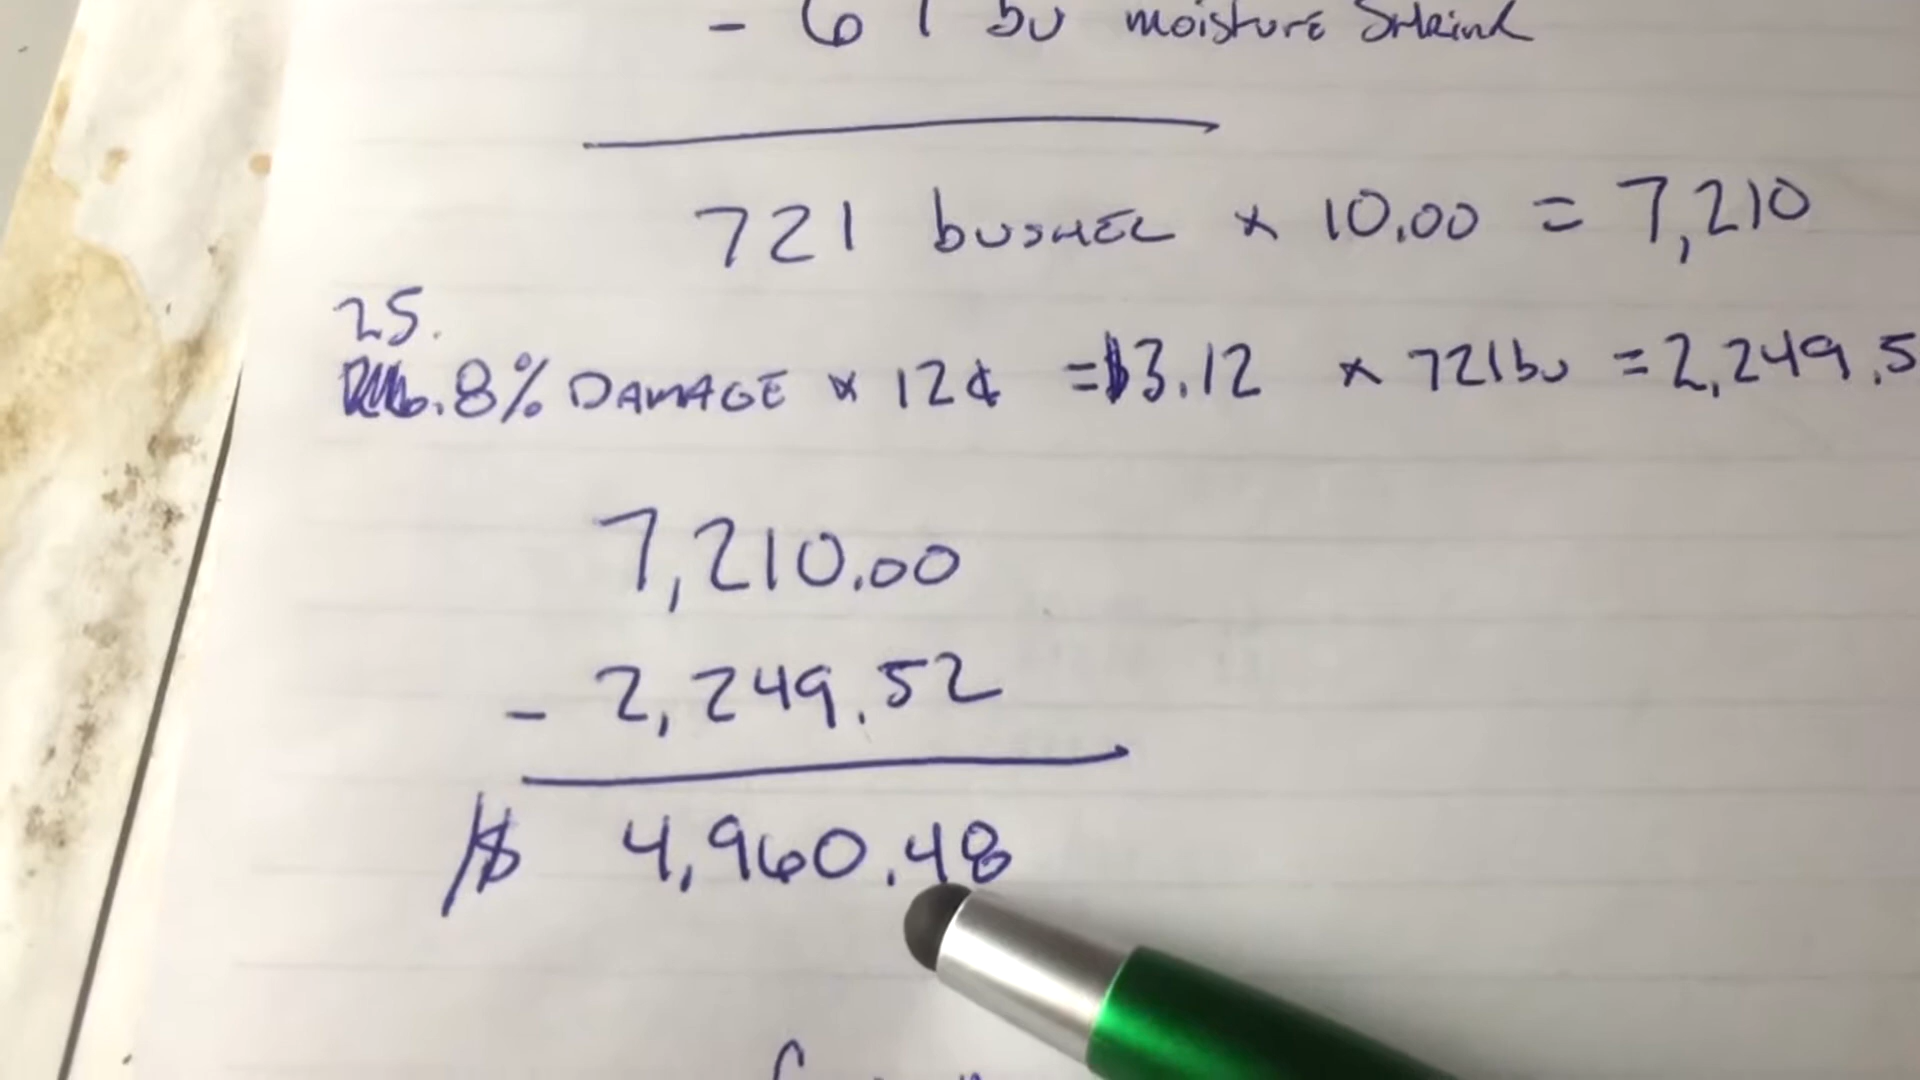 - 61 bu moisture Shrink
721 bushel x 10.00 = 7,210
25.
.8% DAMAGE x 12¢ = $3.12 x 721bu = 2,249.5
7,210.00
- 2,249.52
$ 4,960.48